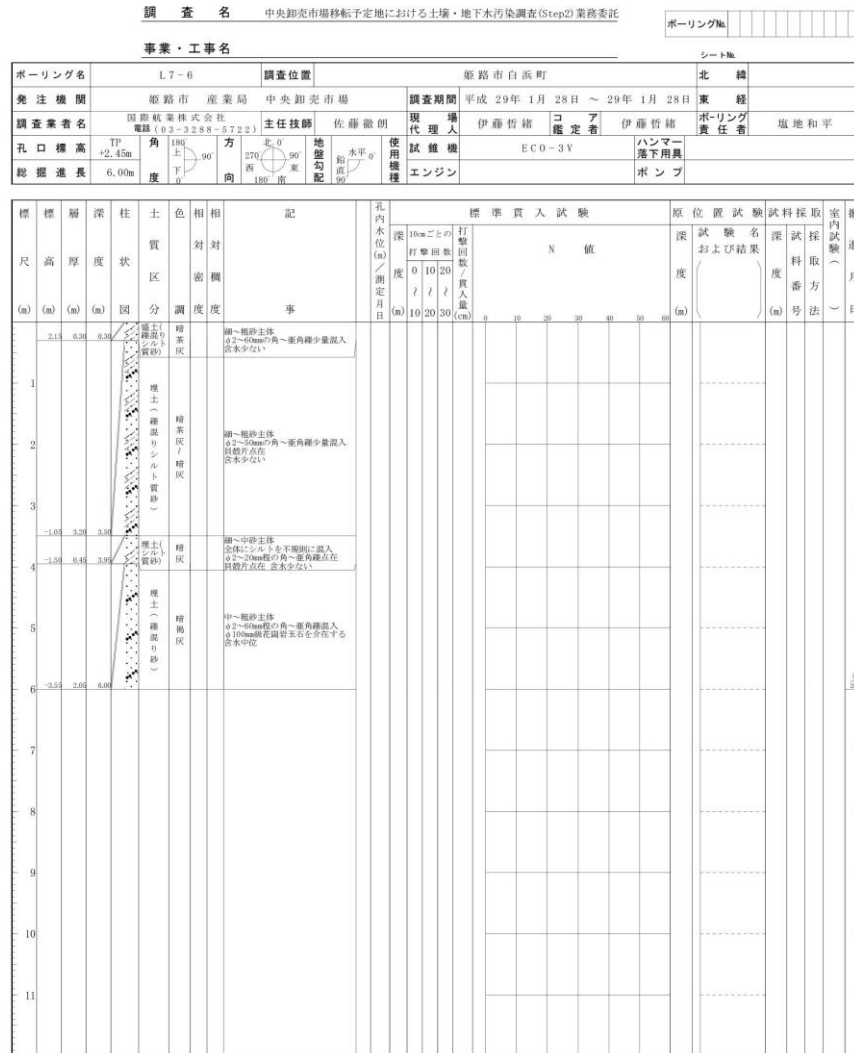 調査名 中央卸売市場移転予定地における土壌・地下水汚染調査(Step2)業務委託
ボーリングNo.
事業・工事名
シートNo.
ボーリング名 L7-6 調査位置 姫路市白浜町 北緯
発注機関 姫路市 産業局 中央卸売市場 調査期間 平成 29年 1月 28日 ～ 29年 1月 28日 東経
調査業者名 国際航業株式会社 電話(03-3288-5722) 主任技師 佐藤徹朗 現場代理人 伊藤哲緒 コア鑑定者 伊藤哲緒 ボーリング責任者 塩地和平
孔口標高 TP +2.45m 角度 180° 上 下 0° 90° 方向 北 0° 270° 90° 西 東 180° 南 地盤勾配 水平 0° 鉛直 90° 使用機種 試錐機 ECO-3V ハンマー落下用具
総掘進長 6.00m エンジン ポンプ
標尺(m) 標高(m) 層厚(m) 深度(m) 柱状図 土質区分 色調 相対密度 相対稠度 記事 孔内水位(m)／測定月日 標準貫入試験 原位置試験 試料採取 室内試験( )
深度(m) 10cmごとの打撃回数 打撃回数／貫入量(cm) N値 深度(m) 試験名および結果 深度(m) 試料番号 採取方法
0 10 20
～ ～ ～
10 20 30
0 10 20 30 40 50 60
2.15 0.30 0.30 盛土(礫混りシルト質砂) 暗茶灰 細～粗砂主体
φ2～60mmの角～亜角礫少量混入
含水少ない
1
埋土(礫混りシルト質砂) 暗茶灰～暗灰 細～粗砂主体
φ2～50mmの角～亜角礫少量混入
貝殻片点在
含水少ない
2
3
-1.05 3.20 3.50
埋土(シルト質砂) 暗灰 細～中砂主体
全体にシルトを不規則に混入
φ2～20mm程の角～亜角礫点在
貝殻片点在 含水少ない
-1.50 0.45 3.95
4
埋土(礫混り砂) 暗褐灰 中～粗砂主体
φ2～60mm程の角～亜角礫混入
φ100mm級花崗岩玉石を介在する
含水中位
5
6 -3.55 2.05 6.00
7
8
9
10
11